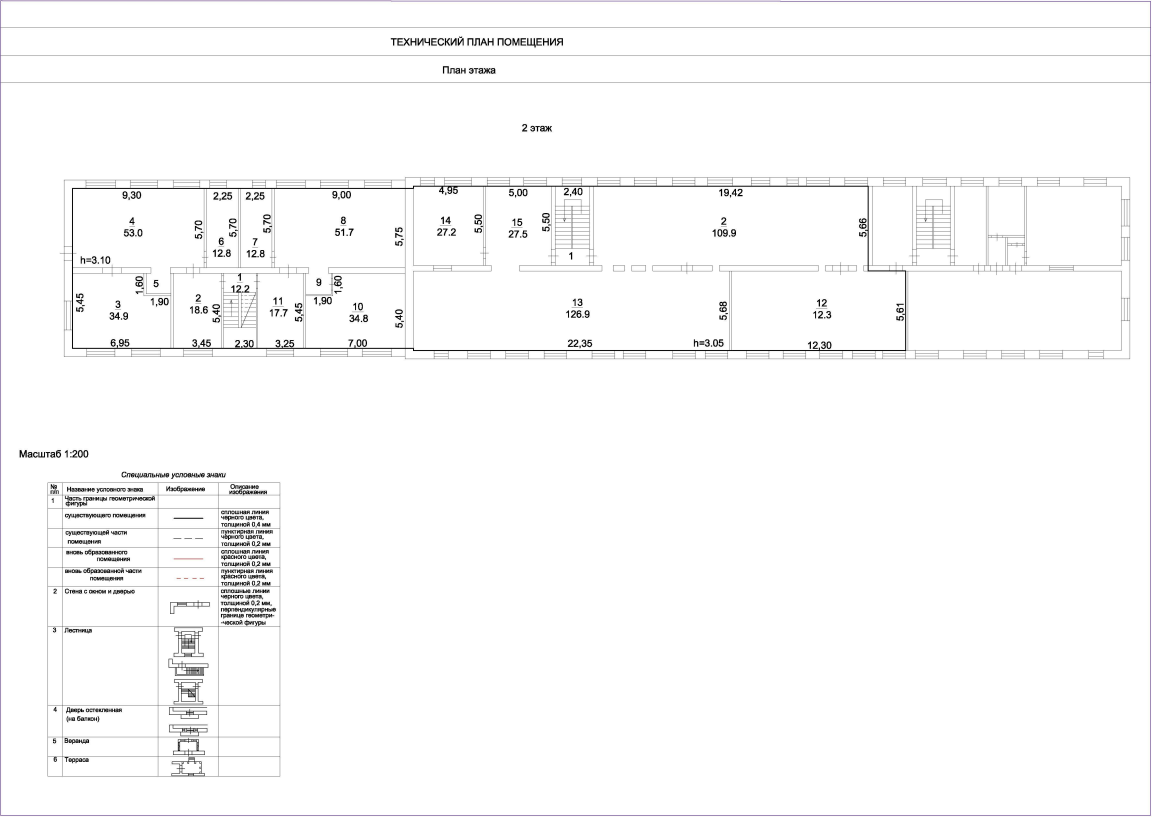 ТЕХНИЧЕСКИЙ ПЛАН ПОМЕЩЕНИЯ
План этажа
2 этаж
9,30
2,25
2,25
9,00
4,95
5,00
2,40
19,42
4
53.0
5,70
6
12.8
5,70
7
12.8
5,70
8
51.7
5,75
14
27.2
5,50
15
27.5
5,50
1
2
109.9
5,66
h=3.10
5,45
3
34.9
1,60
5
1,90
2
18.6
5,40
1
12.2
11
17.7
5,45
9
1,60
1,90
10
34.8
5,40
13
126.9
5,68
12
12.3
5,61
6,95
3,45
2,30
3,25
7,00
22,35
h=3.05
12,30
Масштаб 1:200
Специальные условные знаки
№ Название условного знака Изображение Описание
п/п изображения
1 Часть границы геометрической
фигуры
существующего помещения
сплошная линия
черного цвета,
толщиной 0,4 мм
существующей части
помещения
пунктирная линия
черного цвета,
толщиной 0,2 мм
вновь образованного
помещения
сплошная линия
красного цвета,
толщиной 0,2 мм
вновь образованной части
помещения
пунктирная линия
красного цвета,
толщиной 0,2 мм
2 Стена с окном и дверью
сплошные линии
черного цвета,
толщиной 0,2 мм,
перпендикулярные
границе геометри-
-ческой фигуры
3 Лестница
4 Дверь остекленная
(на балкон)
5 Веранда
6 Терраса